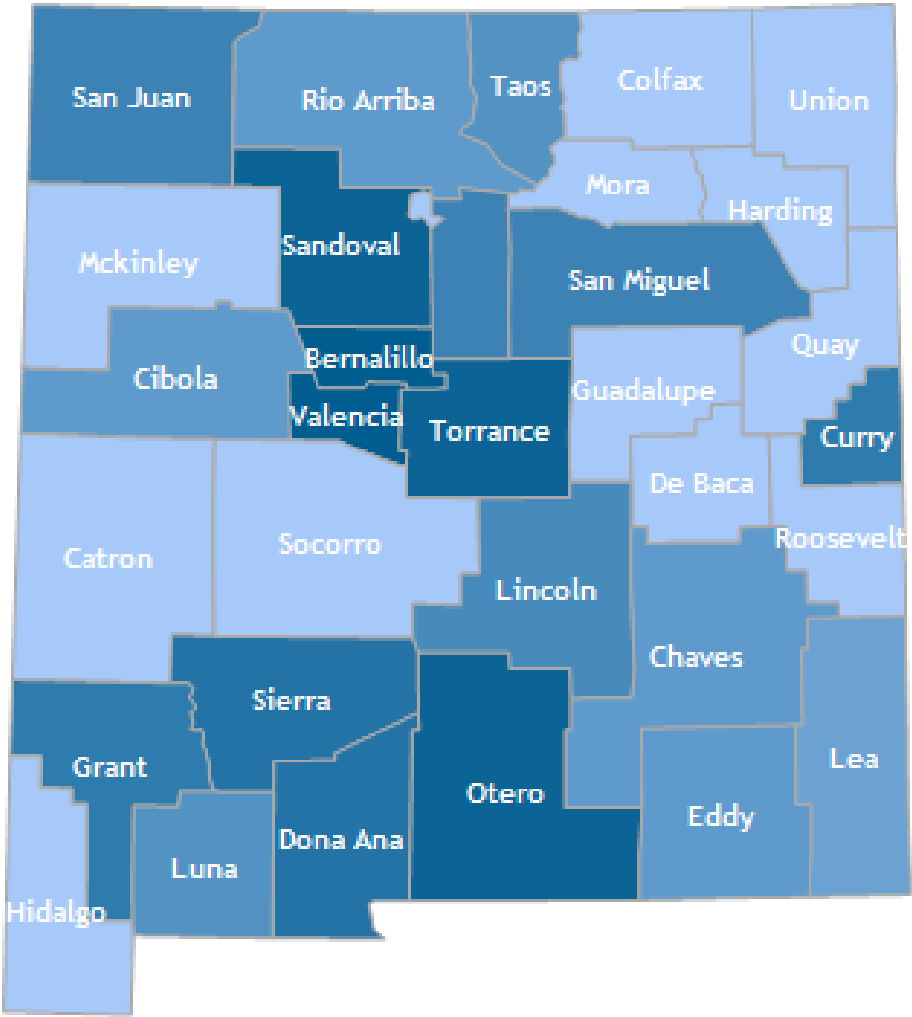 San Juan
Rio Arriba
Taos
Colfax
Union
Mora
Harding
Mckinley
Sandoval
San Miguel
Quay
Cibola
Bernalillo
Guadalupe
Valencia
Torrance
Curry
De Baca
Catron
Socorro
Roosevelt
Lincoln
Chaves
Sierra
Grant
Lea
Otero
Eddy
Dona Ana
Luna
Hidalgo